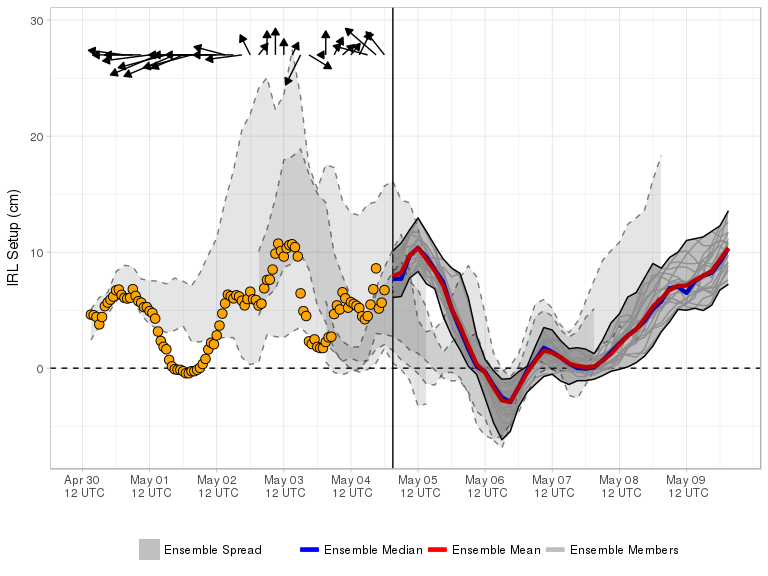 30
20
10
0
IRL Setup (cm)
Apr 30 May 01 May 02 May 03 May 04 May 05 May 06 May 07 May 08 May 09
12 UTC 12 UTC 12 UTC 12 UTC 12 UTC 12 UTC 12 UTC 12 UTC 12 UTC 12 UTC
Ensemble Spread Ensemble Median Ensemble Mean Ensemble Members